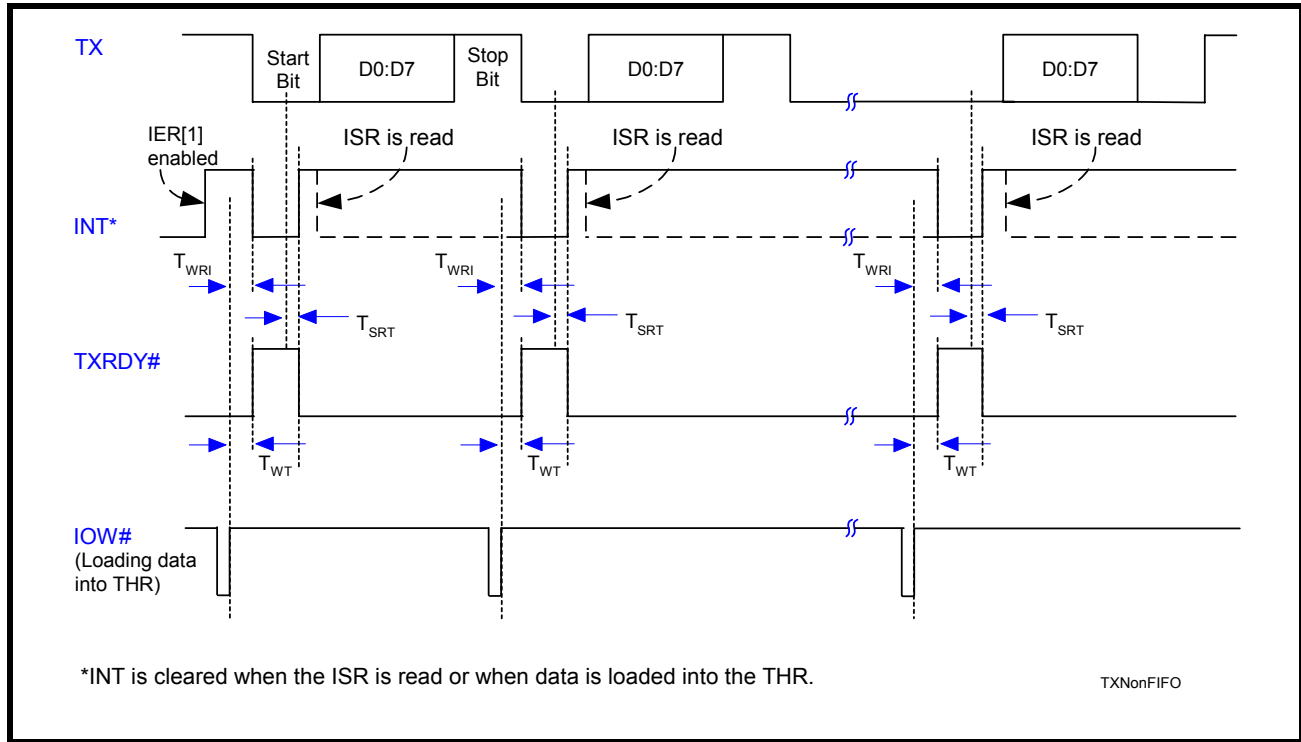 TX
Start Bit
D0:D7
Stop Bit
D0:D7
D0:D7
IER[1] enabled
ISR is read
ISR is read
ISR is read
INT*
TWRI
TWRI
TWRI
TSRT
TSRT
TSRT
TXRDY#
TWT
TWT
TWT
IOW#
(Loading data
into THR)
*INT is cleared when the ISR is read or when data is loaded into the THR.
TXNonFIFO